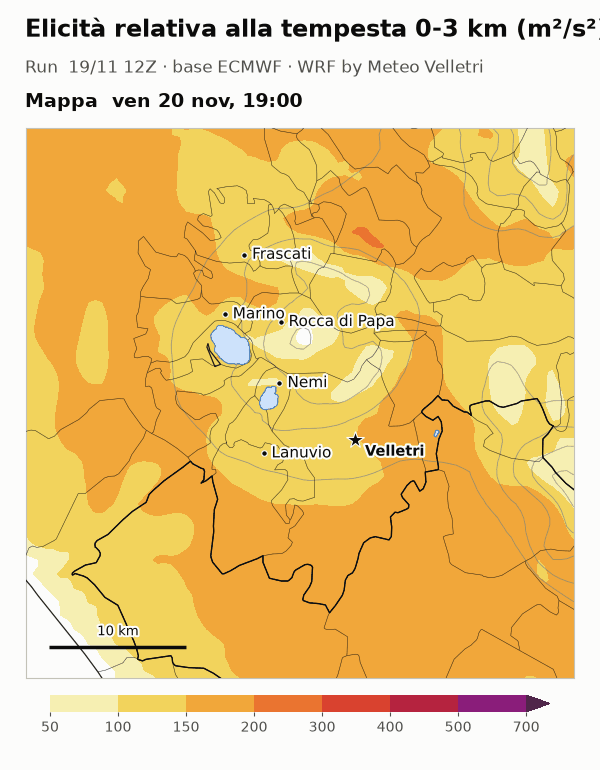 Elicità relativa alla tempesta 0-3 km (m²/s²)
Run 19/11 12Z · base ECMWF · WRF by Meteo Velletri
Mappa ven 20 nov, 19:00
Frascati
Marino
Rocca di Papa
Nemi
Lanuvio
Velletri
10 km
50 100 150 200 300 400 500 700